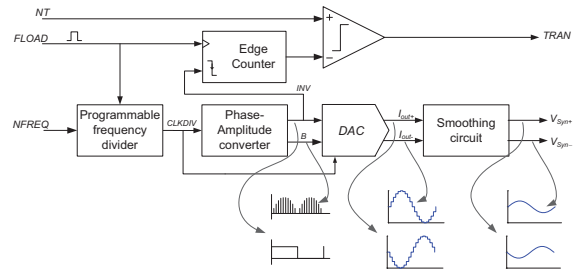 NT
+
TRAN
FLOAD
Edge
Counter
−
INV
NFREQ
Programmable
frequency
divider
CLKDIV
Phase-
Amplitude
converter
B
DAC
Iout+
Iout-
Smoothing
circuit
VSyn+
VSyn−